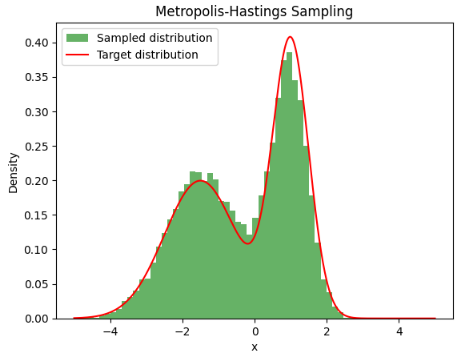 Metropolis-Hastings Sampling
Sampled distribution
Target distribution
0.40
0.35
0.30
0.25
0.20
0.15
0.10
0.05
0.00
Density
−4 −2 0 2 4
x